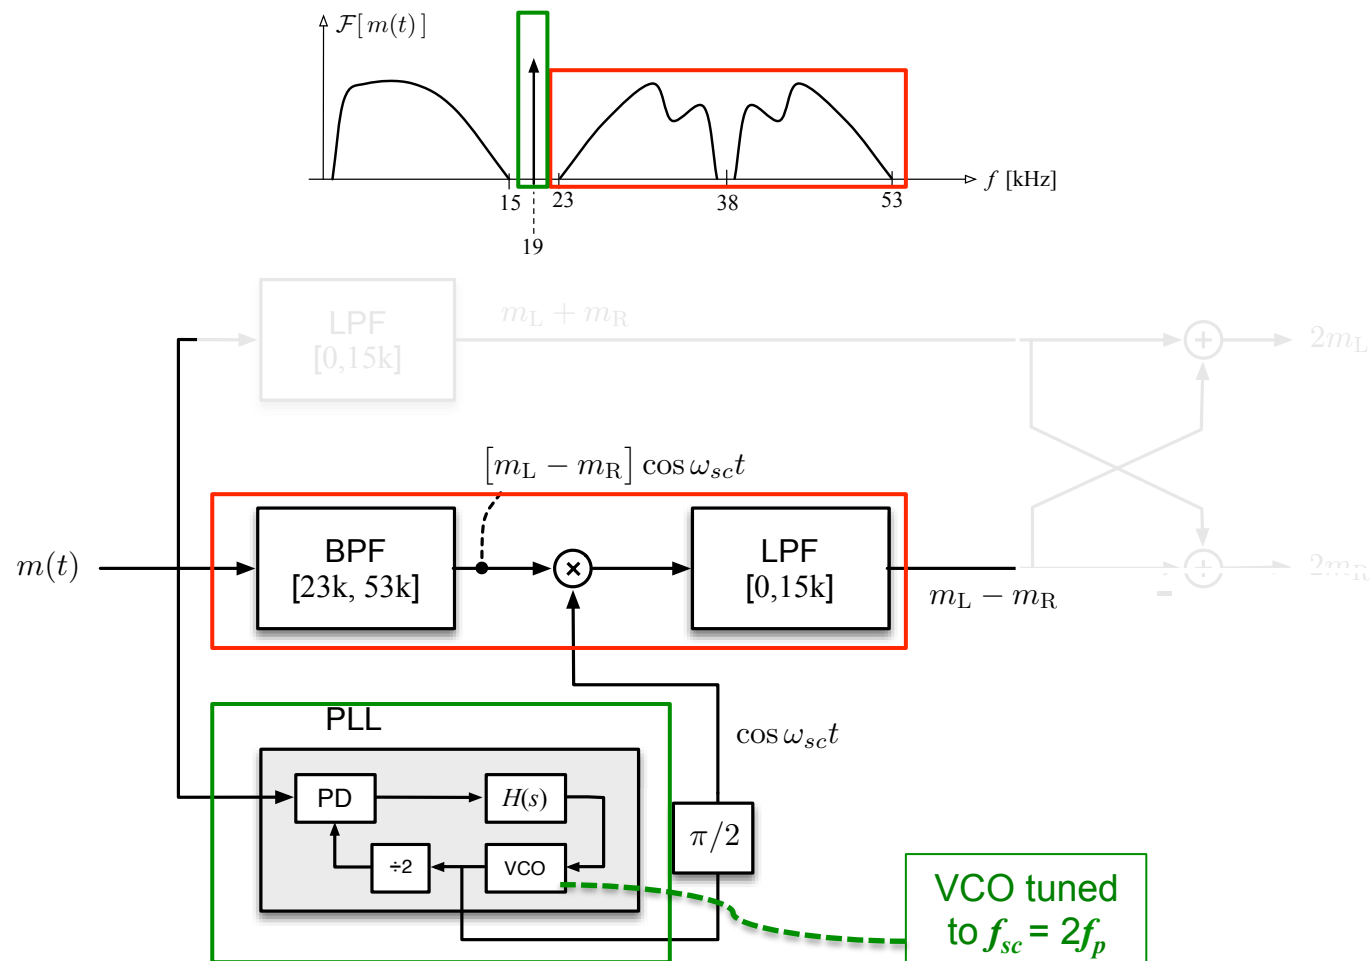 ℱ[ m(t) ]
15
23
38
53
f [kHz]
19
LPF
[0,15k]
m_L + m_R
2m_L
[m_L − m_R] cos ω_sc t
m(t)
BPF
[23k, 53k]
×
LPF
[0,15k]
m_L − m_R
2m_R
+
+
-
PLL
cos ω_sc t
PD
H(s)
π/2
÷2
VCO
VCO tuned
to f_sc = 2f_p